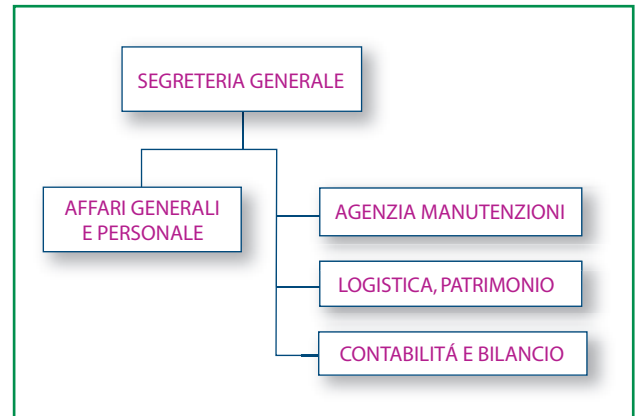 SEGRETERIA GENERALE
AFFARI GENERALI
E PERSONALE
AGENZIA MANUTENZIONI
LOGISTICA, PATRIMONIO
CONTABILITÁ E BILANCIO